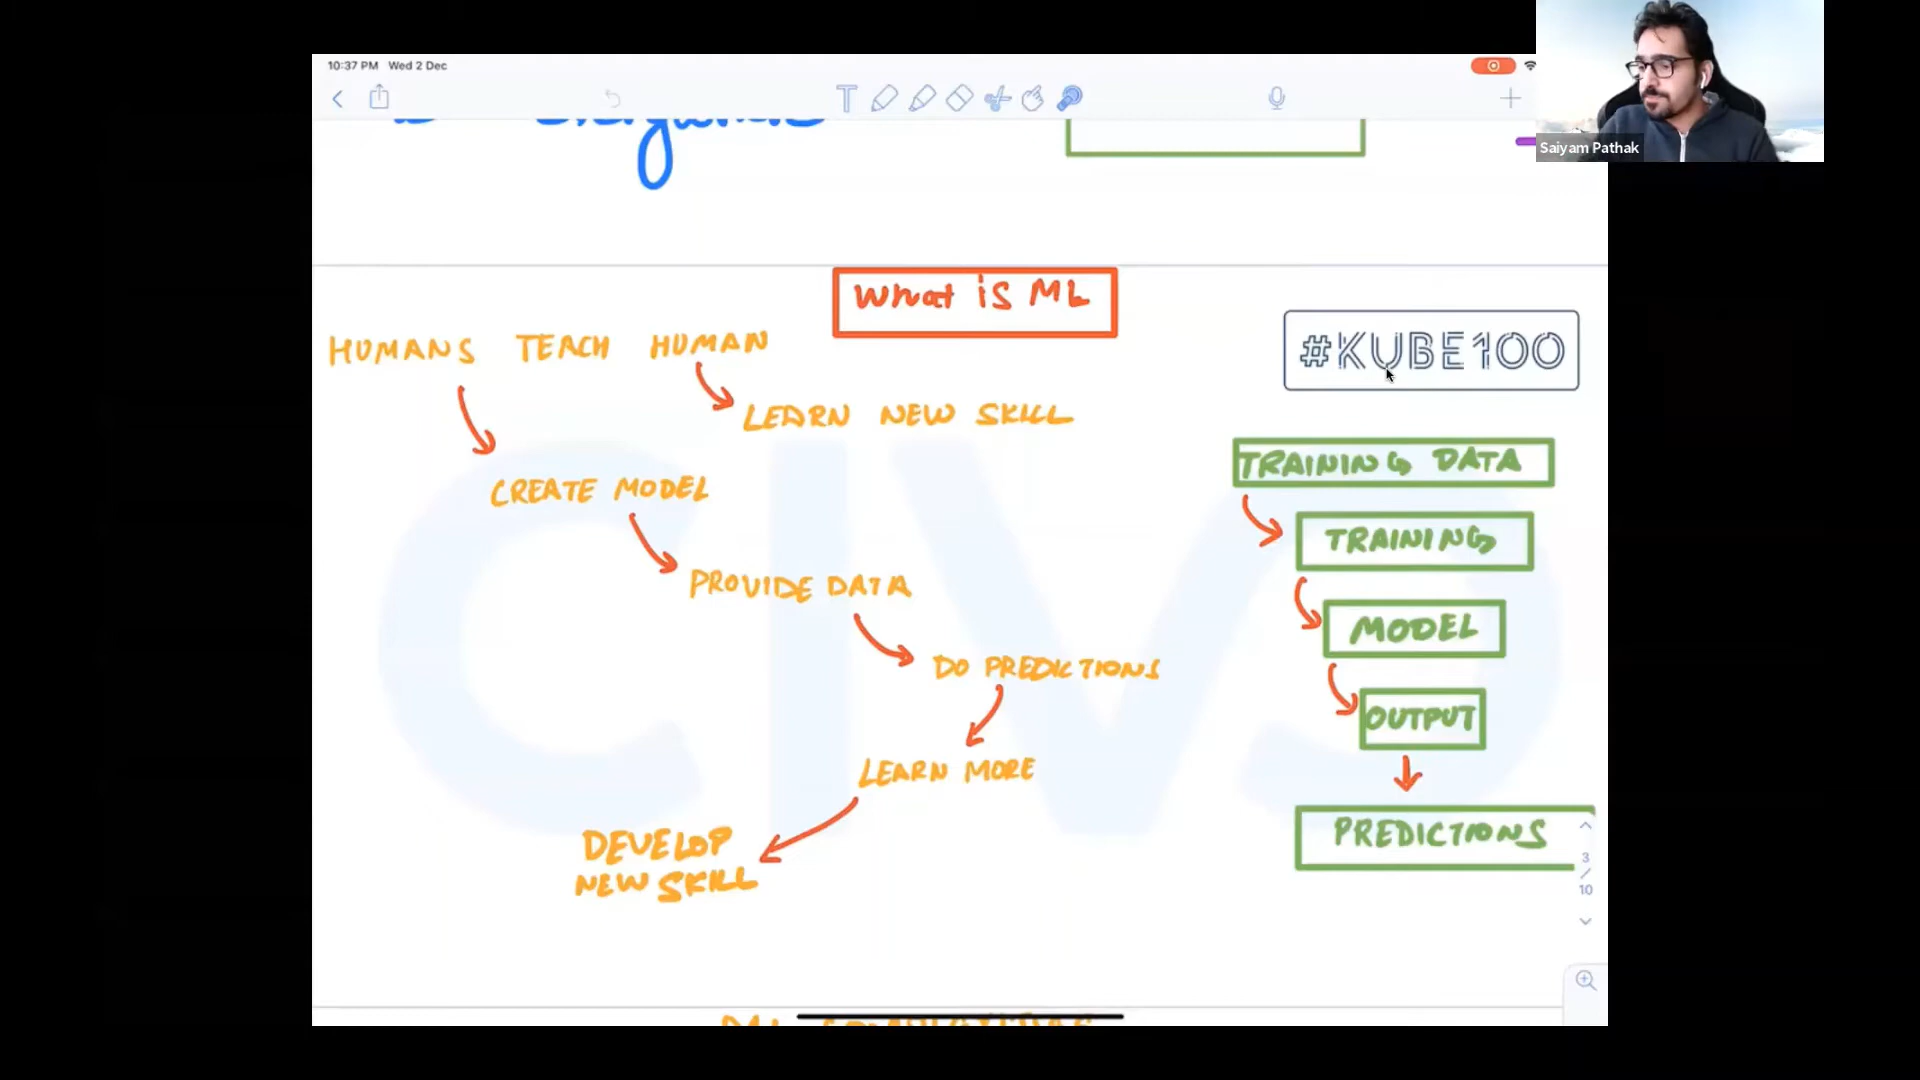 10:37 PM Wed 2 Dec
Saiyam Pathak
What is ML
HUMANS TEACH HUMAN
LEARN NEW SKILL
CREATE MODEL
PROVIDE DATA
DO PREDICTIONS
LEARN MORE
DEVELOP
NEW SKILL
#KUBE100
TRAINING DATA
TRAINING
MODEL
OUTPUT
PREDICTIONS
3
/
10
CIVO